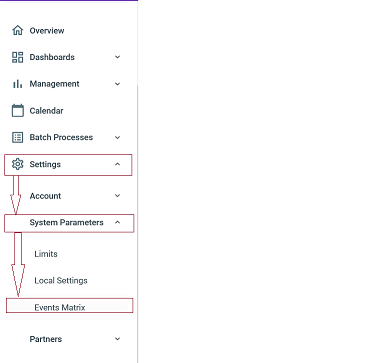 Overview
Dashboards
Management
Calendar
Batch Processes
Settings
Account
System Parameters
Limits
Local Settings
Events Matrix
Partners